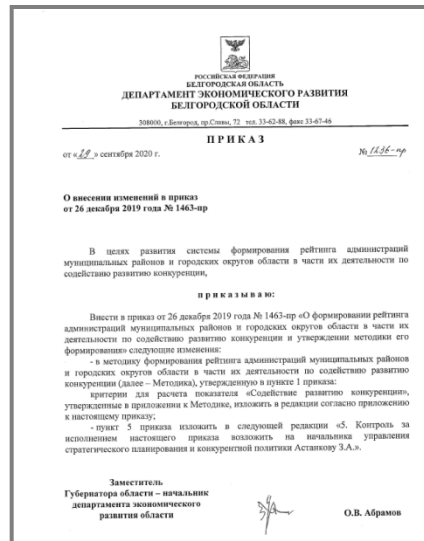 РОССИЙСКАЯ ФЕДЕРАЦИЯ
БЕЛГОРОДСКАЯ ОБЛАСТЬ
ДЕПАРТАМЕНТ ЭКОНОМИЧЕСКОГО РАЗВИТИЯ
БЕЛГОРОДСКОЙ ОБЛАСТИ
308000, г.Белгород, пр.Славы, 72 тел. 33-62-88, факс 33-67-46
ПРИКАЗ
от «29» сентября 2020 г. № 1236-пр
О внесении изменений в приказ
от 26 декабря 2019 года № 1463-пр
В целях развития системы формирования рейтинга администраций
муниципальных районов и городских округов области в части их деятельности по
содействию развитию конкуренции,
приказываю:
Внести в приказ от 26 декабря 2019 года № 1463-пр «О формировании рейтинга
администраций муниципальных районов и городских округов области в части их
деятельности по содействию развитию конкуренции и утверждении методики его
формирования» следующие изменения:
- в методику формирования рейтинга администраций муниципальных районов
и городских округов области в части их деятельности по содействию развитию
конкуренции (далее – Методика), утвержденную в пункте 1 приказа:
критерии для расчета показателя «Содействие развитию конкуренции»,
утвержденные в приложении к Методике, изложить в редакции согласно приложению
к настоящему приказу;
- пункт 5 приказа изложить в следующей редакции «5. Контроль за
исполнением настоящего приказа возложить на начальника управления
стратегического планирования и конкурентной политики Астанкову З.А.».
Заместитель
Губернатора области – начальник
департамента экономического
развития области О.В. Абрамов